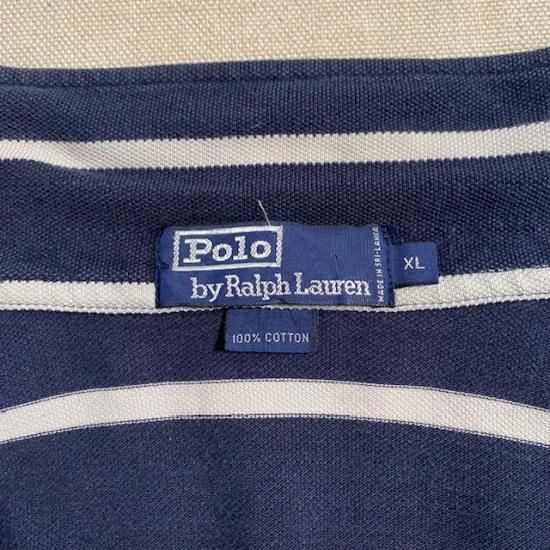 Polo
by Ralph Lauren
MADE IN SRI-LANKA
XL
100% COTTON